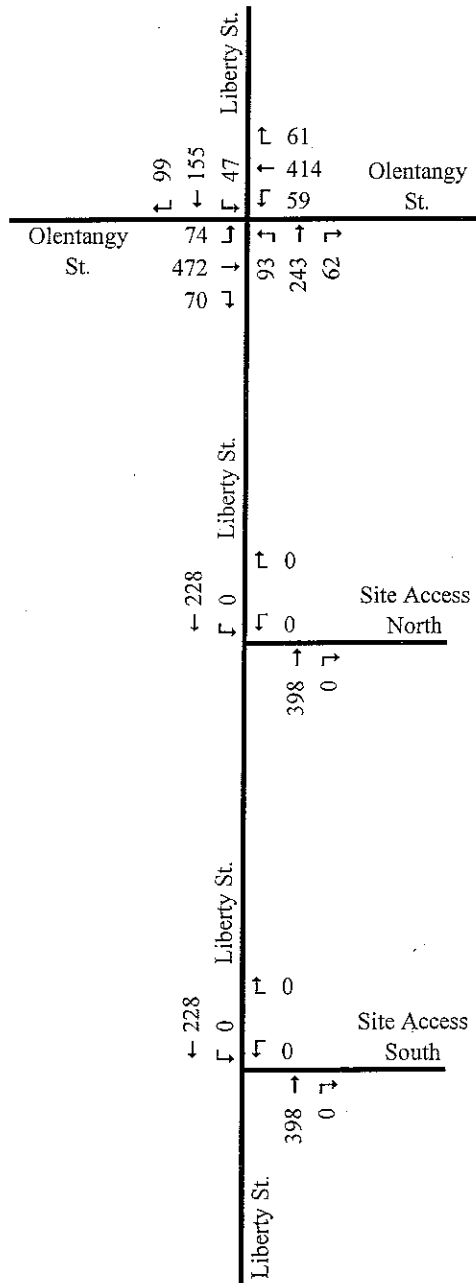 Liberty St.
99
155
47
61
414
59
Olentangy
St.
Olentangy
St.
74
472
70
93
243
62
Liberty St.
228
0
0
0
Site Access
North
398
0
Liberty St.
228
0
0
0
Site Access
South
398
0
Liberty St.